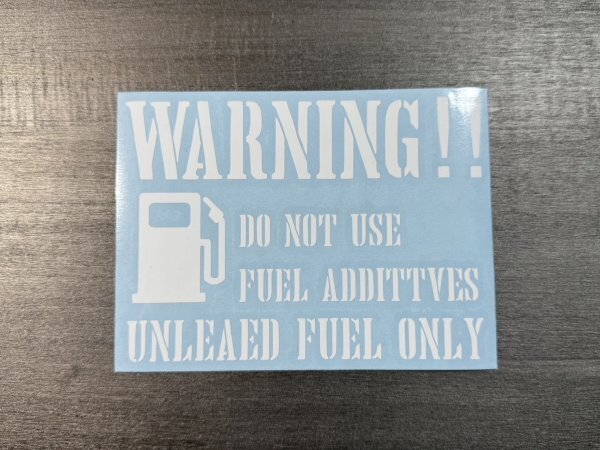 WARNING!!
DO NOT USE
FUEL ADDITTVES
UNLEAED FUEL ONLY